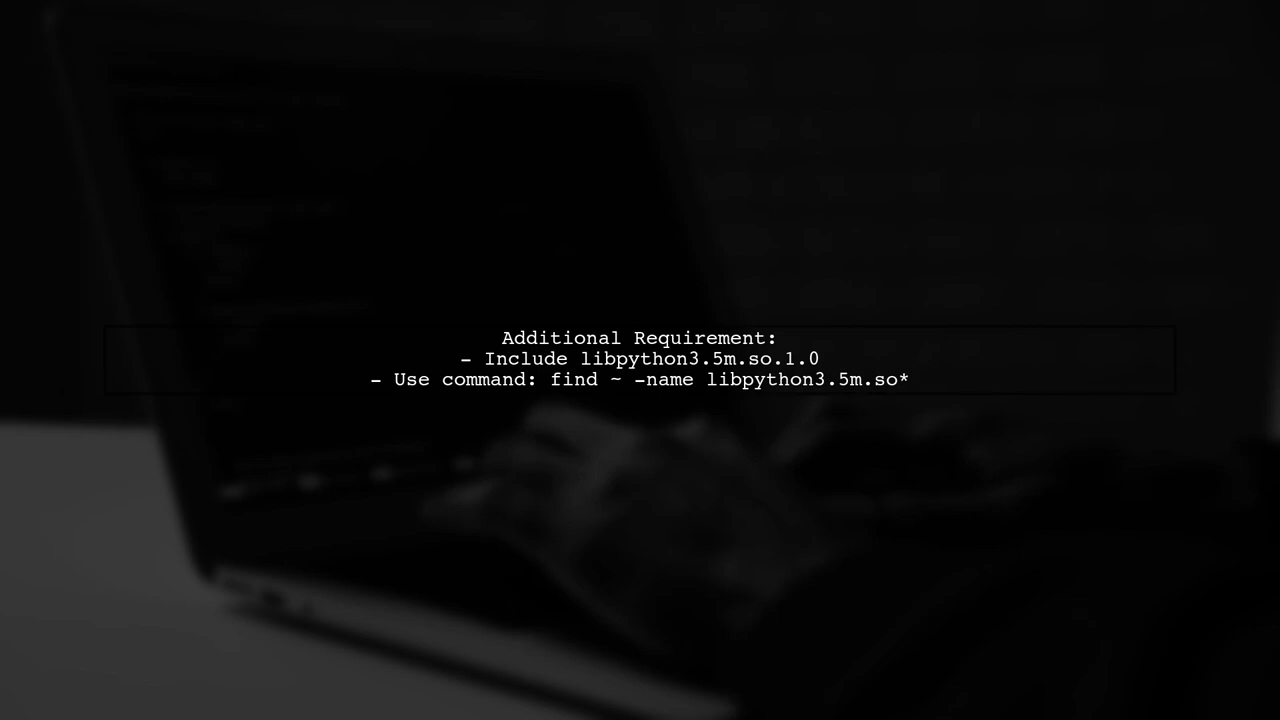 Additional Requirement:
- Include libpython3.5m.so.1.0
- Use command: find ~ -name libpython3.5m.so*